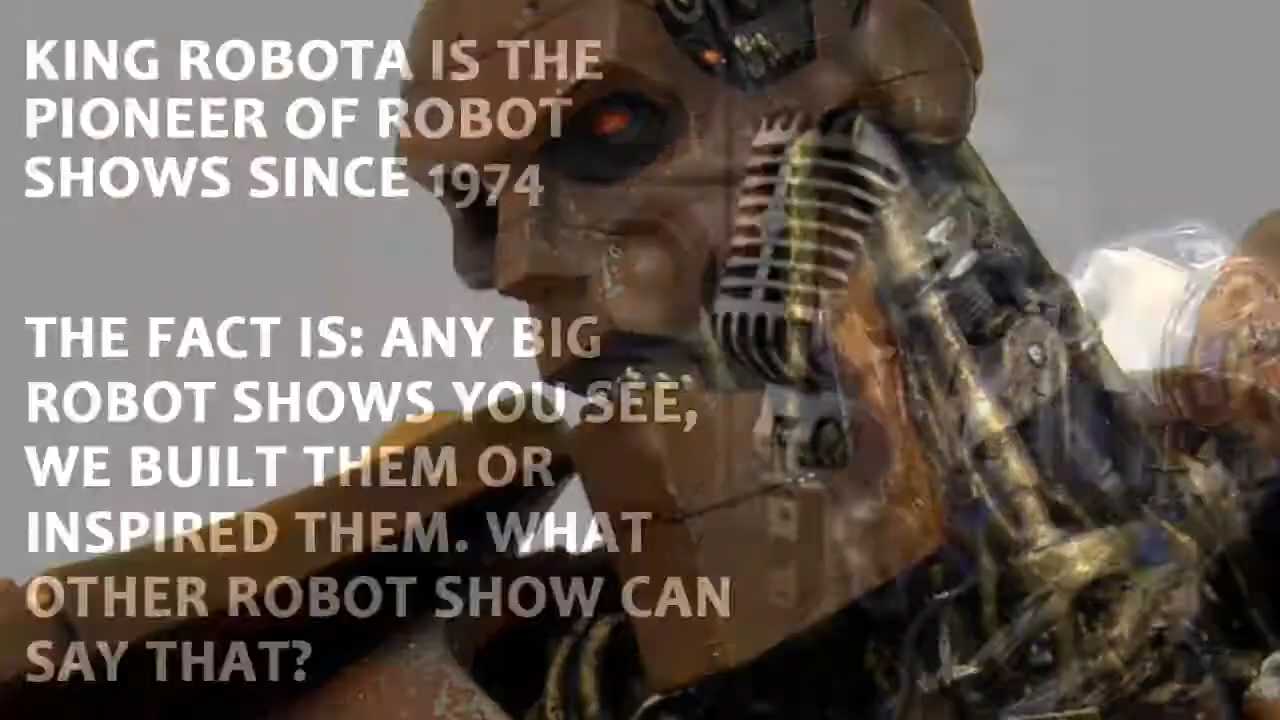 KING ROBOTA IS THE
PIONEER OF ROBOT
SHOWS SINCE 1974
THE FACT IS: ANY BIG
ROBOT SHOWS YOU SEE,
WE BUILT THEM OR
INSPIRED THEM. WHAT
OTHER ROBOT SHOW CAN
SAY THAT?